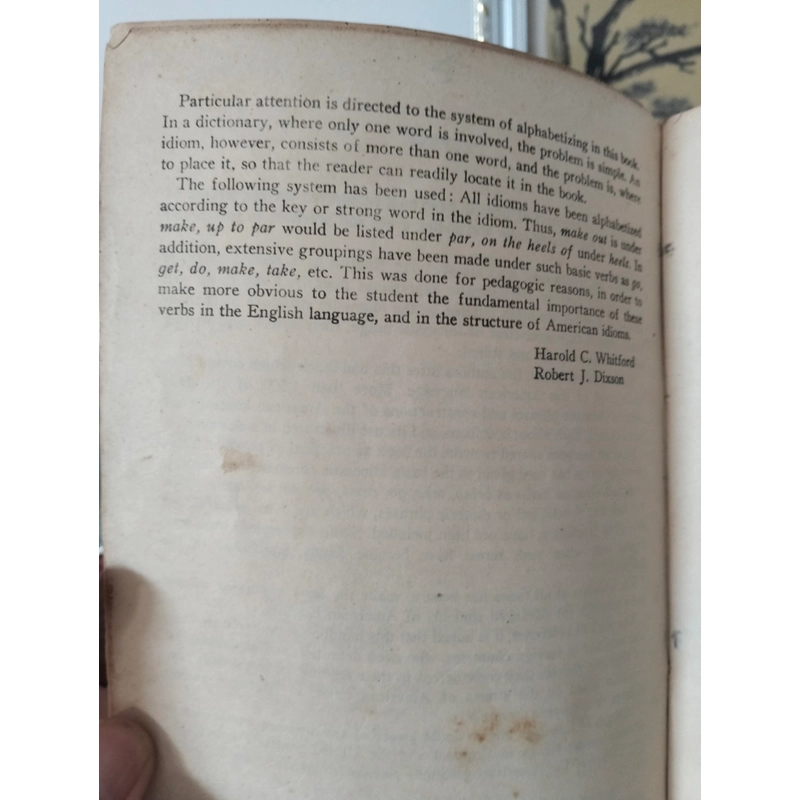 Particular attention is directed to the system of alphabetizing in this book.
In a dictionary, where only one word is involved, the problem is simple. An
idiom, however, consists of more than one word, and the problem is, where
to place it, so that the reader can readily locate it in the book.
The following system has been used: All idioms have been alphabetized
according to the key or strong word in the idiom. Thus, make out is under
make, up to par would be listed under par, on the heels of under heels. In
addition, extensive groupings have been made under such basic verbs as go,
get, do, make, take, etc. This was done for pedagogic reasons, in order to
make more obvious to the student the fundamental importance of these
verbs in the English language, and in the structure of American idioms.
Harold C. Whitford
Robert J. Dixson